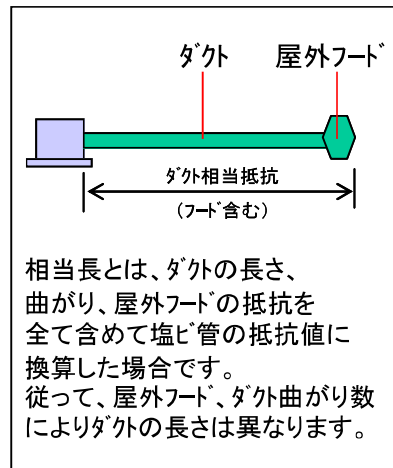 ﾀﾞｸﾄ 屋外ﾌｰﾄﾞ
ﾀﾞｸﾄ相当抵抗
(ﾌｰﾄﾞ含む)
相当長とは、ﾀﾞｸﾄの長さ、
曲がり、屋外ﾌｰﾄﾞの抵抗を
全て含めて塩ビ管の抵抗値に
換算した場合です。
従って、屋外ﾌｰﾄﾞ、ﾀﾞｸﾄ曲がり数
によりﾀﾞｸﾄの長さは異なります。